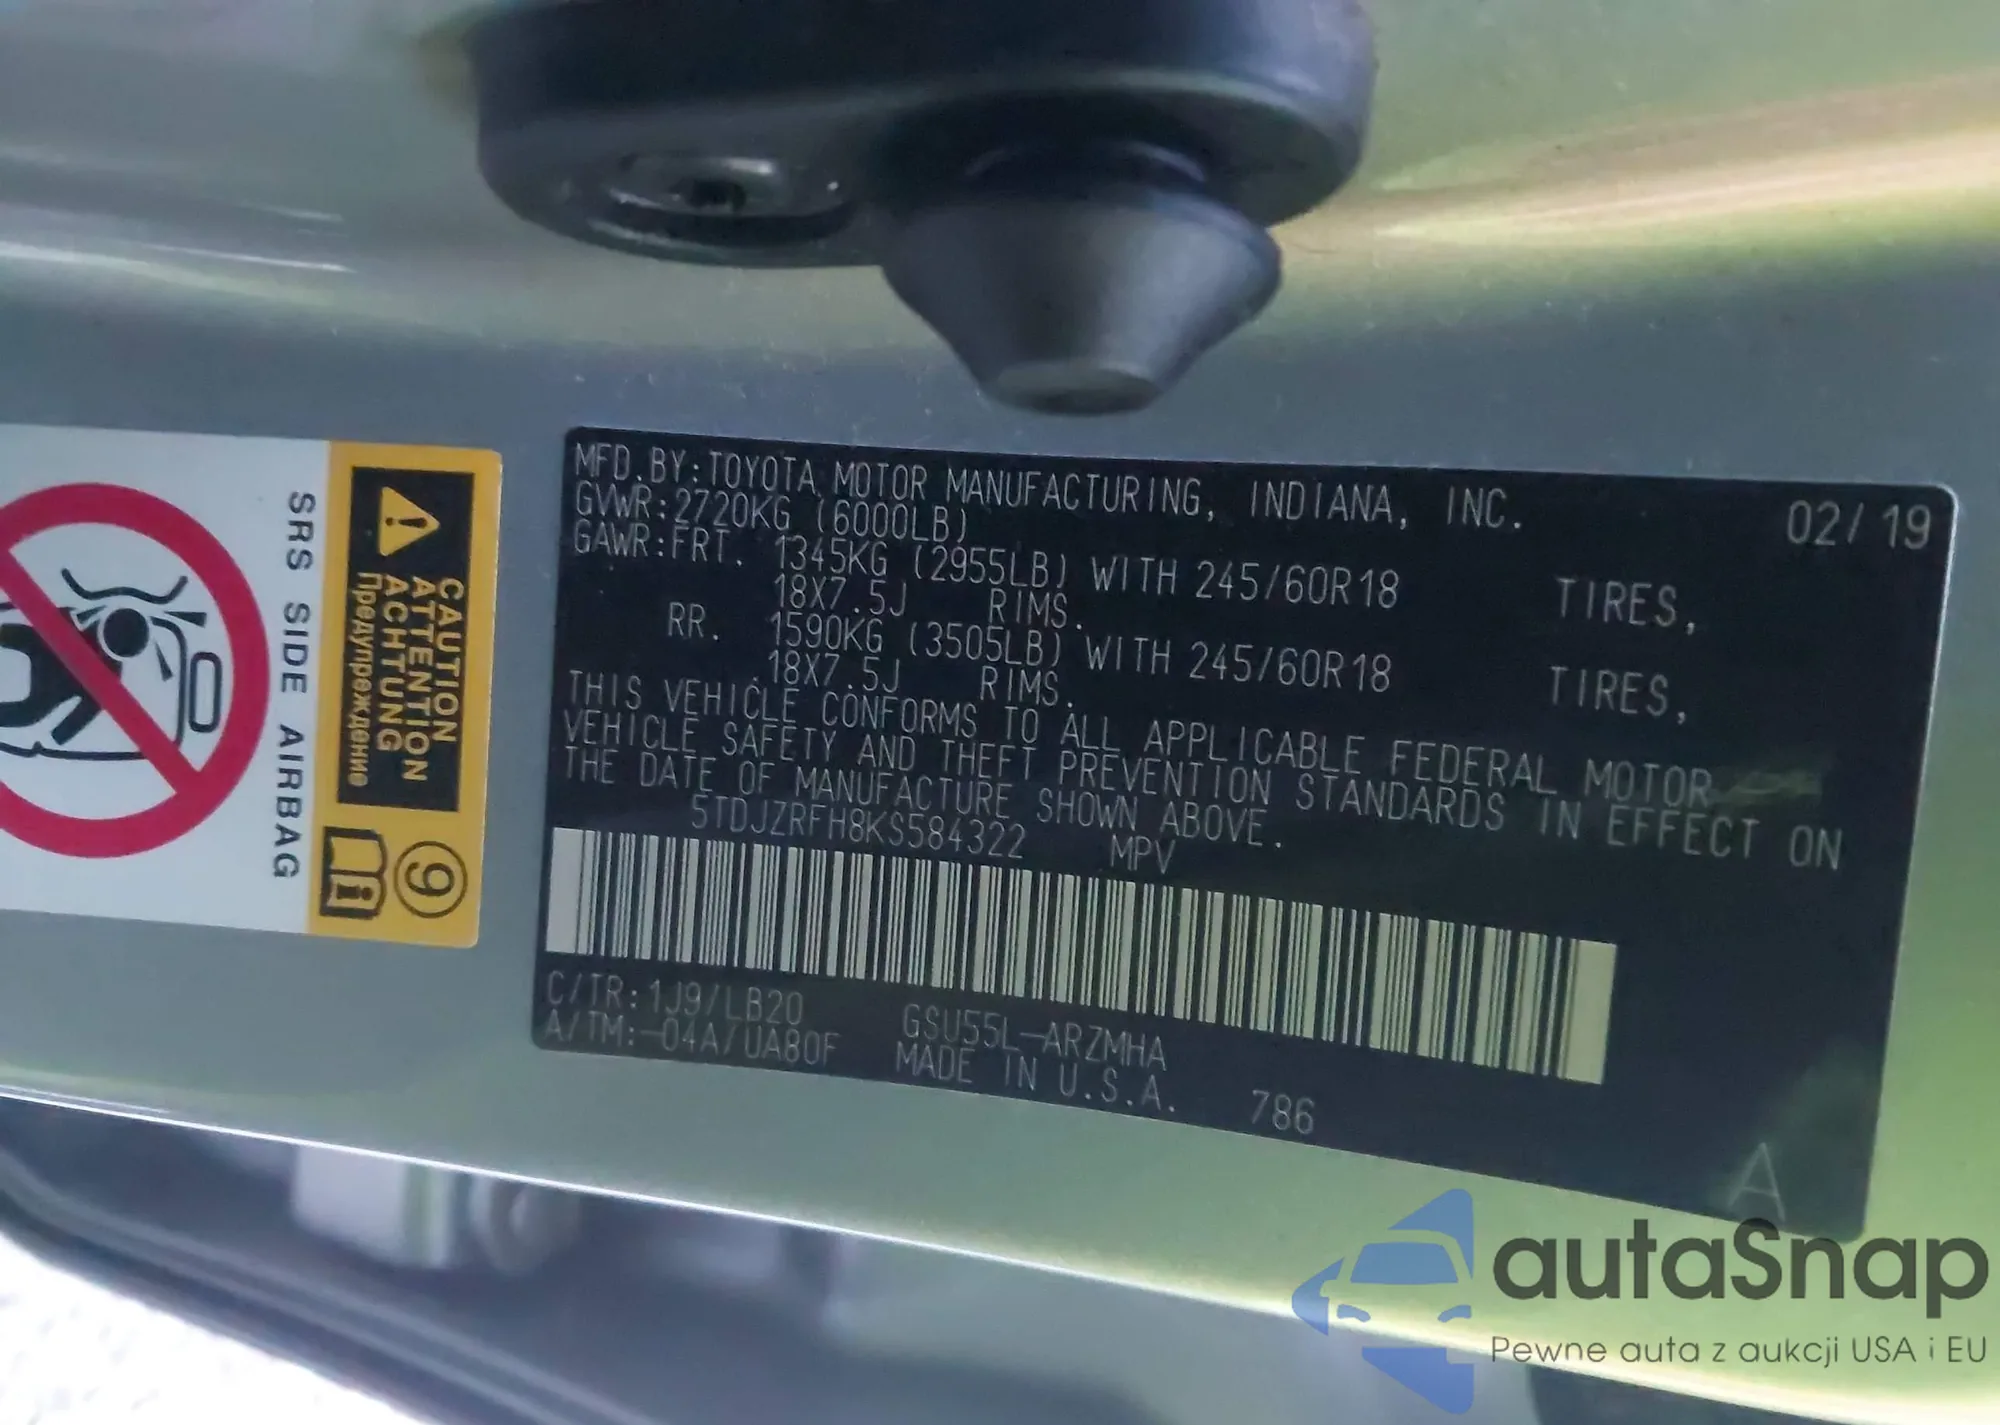 MFD.BY:TOYOTA MOTOR MANUFACTURING, INDIANA, INC. 02/19
GVWR:2720KG (6000LB)
GAWR:FRT. 1345KG (2955LB) WITH 245/60R18 TIRES,
18X7.5J RIMS.
RR. 1590KG (3505LB) WITH 245/60R18 TIRES,
18X7.5J RIMS.
THIS VEHICLE CONFORMS TO ALL APPLICABLE FEDERAL MOTOR
VEHICLE SAFETY AND THEFT PREVENTION STANDARDS IN EFFECT ON
THE DATE OF MANUFACTURE SHOWN ABOVE.
5TDJZRFH8KS584322 MPV
C/TR:1J9/LB20 GSU55L-ARZMHA
A/TM:-04A/UA80F MADE IN U.S.A. 786
A
CAUTION
ATTENTION
ACHTUNG
Предупреждение
9
i
SRS SIDE AIRBAG
autaSnap
Pewne auta z aukcji USA i EU